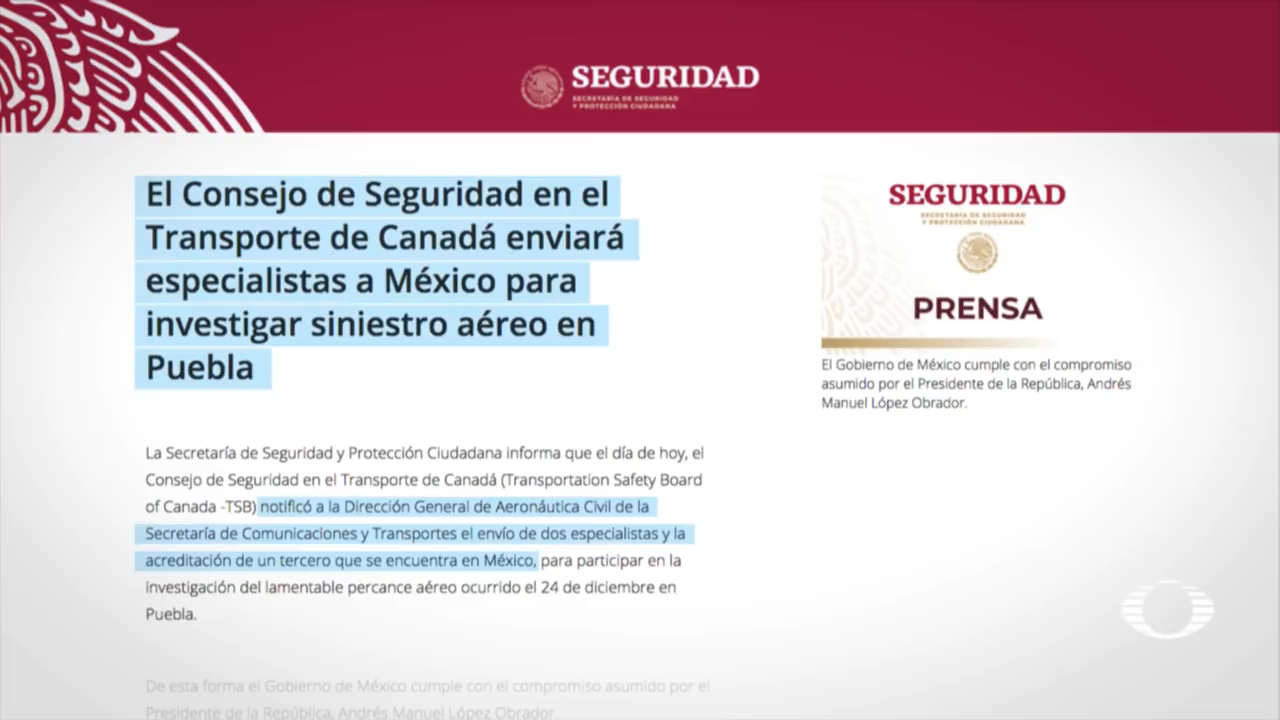 SEGURIDAD
SECRETARÍA DE SEGURIDAD
Y PROTECCIÓN CIUDADANA
El Consejo de Seguridad en el
Transporte de Canadá enviará
especialistas a México para
investigar siniestro aéreo en
Puebla
La Secretaría de Seguridad y Protección Ciudadana informa que el día de hoy, el
Consejo de Seguridad en el Transporte de Canadá (Transportation Safety Board
of Canada -TSB) notificó a la Dirección General de Aeronáutica Civil de la
Secretaría de Comunicaciones y Transportes el envío de dos especialistas y la
acreditación de un tercero que se encuentra en México, para participar en la
investigación del lamentable percance aéreo ocurrido el 24 de diciembre en
Puebla.
De esta forma el Gobierno de México cumple con el compromiso asumido por el
Presidente de la República, Andrés Manuel López Obrador
SEGURIDAD
SECRETARÍA DE SEGURIDAD
Y PROTECCIÓN CIUDADANA
PRENSA
El Gobierno de México cumple con el compromiso
asumido por el Presidente de la República, Andrés
Manuel López Obrador.